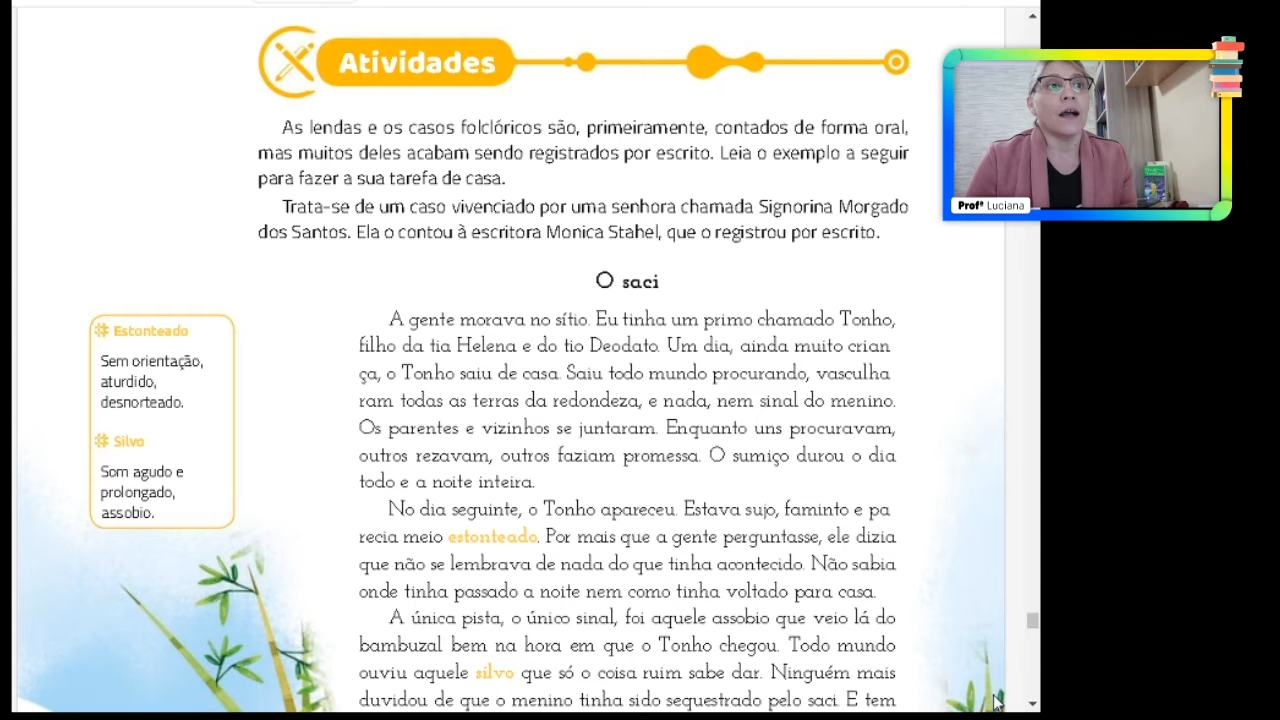 Atividades
As lendas e os casos folclóricos são, primeiramente, contados de forma oral,
mas muitos deles acabam sendo registrados por escrito. Leia o exemplo a seguir
para fazer a sua tarefa de casa.
Trata-se de um caso vivenciado por uma senhora chamada Signorina Morgado
dos Santos. Ela o contou à escritora Monica Stahel, que o registrou por escrito.
Profª Luciana
O saci
# Estonteado
Sem orientação,
aturdido,
desnorteado.
# Silvo
Som agudo e
prolongado,
assobio.
A gente morava no sítio. Eu tinha um primo chamado Tonho,
filho da tia Helena e do tio Deodato. Um dia, ainda muito crian
ça, o Tonho saiu de casa. Saiu todo mundo procurando, vasculha
ram todas as terras da redondeza, e nada, nem sinal do menino.
Os parentes e vizinhos se juntaram. Enquanto uns procuravam,
outros rezavam, outros faziam promessa. O sumiço durou o dia
todo e a noite inteira.
No dia seguinte, o Tonho apareceu. Estava sujo, faminto e pa
recia meio estonteado. Por mais que a gente perguntasse, ele dizia
que não se lembrava de nada do que tinha acontecido. Não sabia
onde tinha passado a noite nem como tinha voltado para casa.
A única pista, o único sinal, foi aquele assobio que veio lá do
bambuzal bem na hora em que o Tonho chegou. Todo mundo
ouviu aquele silvo que só o coisa ruim sabe dar. Ninguém mais
duvidou de que o menino tinha sido sequestrado pelo saci. E tem